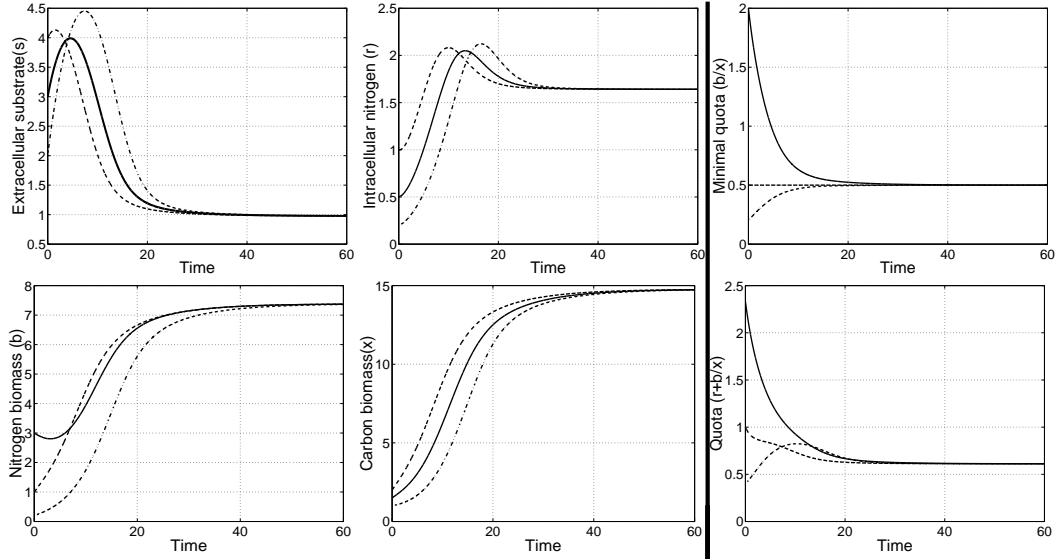 Extracellular substrate(s)
4.5
4
3.5
3
2.5
2
1.5
1
0.5
0 20 40 60
Time
Intracellular nitrogen (r)
2.5
2
1.5
1
0.5
0
0 20 40 60
Time
Minimal quota (b/x)
2
1.5
1
0.5
0
0 20 40 60
Time
Nitrogen biomass (b)
8
7
6
5
4
3
2
1
0
0 20 40 60
Time
Carbon biomass(x)
15
10
5
0
0 20 40 60
Time
Quota (r+b/x)
2.5
2
1.5
1
0.5
0
0 20 40 60
Time